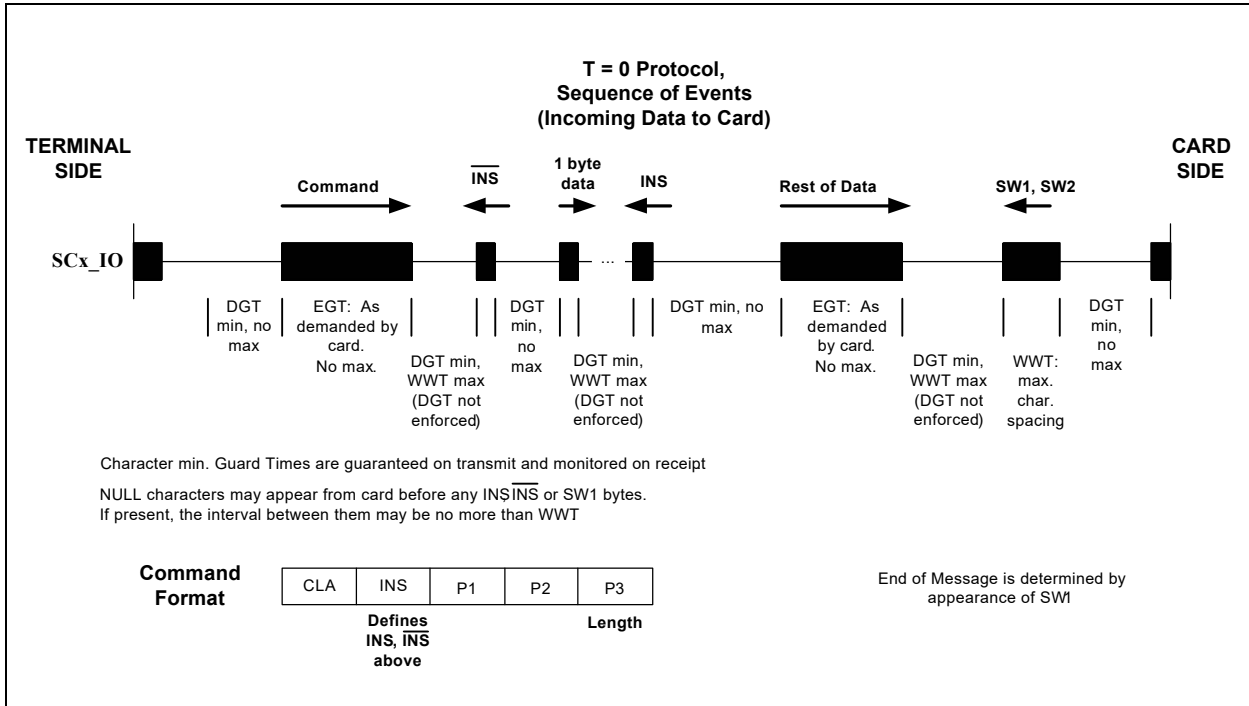 T = 0 Protocol,
Sequence of Events
(Incoming Data to Card)
TERMINAL
SIDE
CARD
SIDE
Command
INS
1 byte
data
INS
Rest of Data
SW1, SW2
SCx_IO
...
DGT
min, no
max
EGT: As
demanded by
card.
No max.
DGT min,
WWT max
(DGT not
enforced)
DGT
min,
no
max
DGT min,
WWT max
(DGT not
enforced)
DGT min, no
max
EGT: As
demanded
by card.
No max.
DGT min,
WWT max
(DGT not
enforced)
WWT:
max.
char.
spacing
DGT
min,
no
max
Character min. Guard Times are guaranteed on transmit and monitored on receipt
NULL characters may appear from card before any INS, INS or SW1 bytes.
If present, the interval between them may be no more than WWT
Command
Format
CLA
INS
P1
P2
P3
Defines
INS, INS
above
Length
End of Message is determined by
appearance of SW1